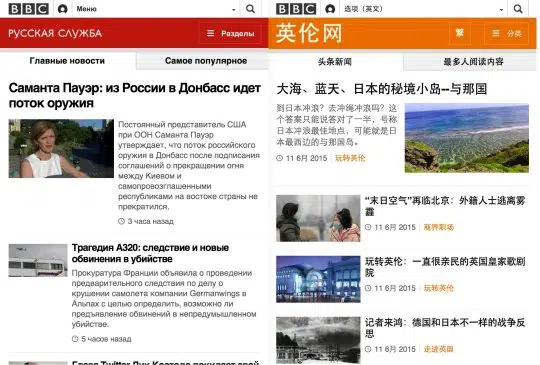 BBC
Меню
РУССКАЯ СЛУЖБА
Разделы
Главные новости
Самое популярное
Саманта Пауэр: из России в Донбасс идет
поток оружия
Постоянный представитель США
при ООН Саманта Пауэр
утверждает, что поток российского
оружия в Донбасс после подписания
соглашений о прекращении огня
между Киевом и
самопровозглашенными
республиками на востоке страны не
прекратился.
3 часа назад
Трагедия А320: следствие и новые
обвинения в убийстве
Прокуратура Франции объявила о проведении
предварительного следствия по делу о
крушении самолета компании Germanwings в
Альпах с целью определить, возможно ли
предъявление обвинений в непредумышленном
убийстве.
5 часов назад
Глава Twitter Дик Костоло покидает свой
BBC
选项（英文）
英伦网
繁
分类
头条新闻
最多人阅读内容
大海、蓝天、日本的秘境小岛--与那国
到日本冲浪？去冲绳冲浪吗？这
个答案只能说答对了一半，号称
日本冲浪最佳地点，可能就是日
本最西边的与那国岛。
11 6月 2015
玩转英伦
“末日空气”再临北京：外籍人士逃离雾
霾
11 6月 2015
商界职场
玩转英伦：一直很亲民的英国皇家歌剧
院
11 6月 2015
玩转英伦
记者来鸿：德国和日本不一样的战争反
思
11 6月 2015
走进英国